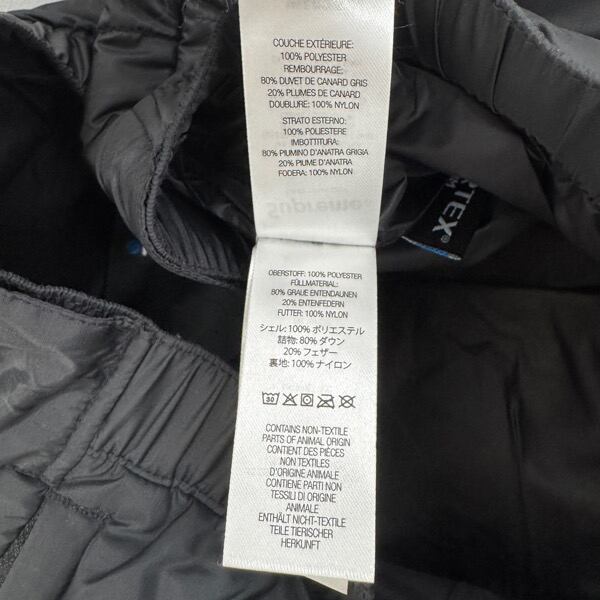 COUCHE EXTÉRIEURE:
100% POLYESTER
REMBOURRAGE:
80% DUVET DE CANARD GRIS
20% PLUMES DE CANARD
DOUBLURE: 100% NYLON
STRATO ESTERNO:
100% POLIESTERE
IMBOTTITURA:
80% PIUMINO D'ANATRA GRIGIA
20% PIUME D'ANATRA
FODERA: 100% NYLON
Supreme
TEX®
OBERSTOFF: 100% POLYESTER
FÜLLMATERIAL:
80% GRAUE ENTENDAUNEN
20% ENTENFEDERN
FUTTER: 100% NYLON
シェル: 100% ポリエステル
詰物: 80% ダウン
20% フェザー
裏地: 100% ナイロン
30
CONTAINS NON-TEXTILE
PARTS OF ANIMAL ORIGIN
CONTIENT DES PIÈCES
NON TEXTILES
D'ORIGINE ANIMALE
CONTIENE PARTI NON
TESSILI DI ORIGINE
ANIMALE
ENTHÄLT NICHT-TEXTILE
TEILE TIERISCHER
HERKUNFT